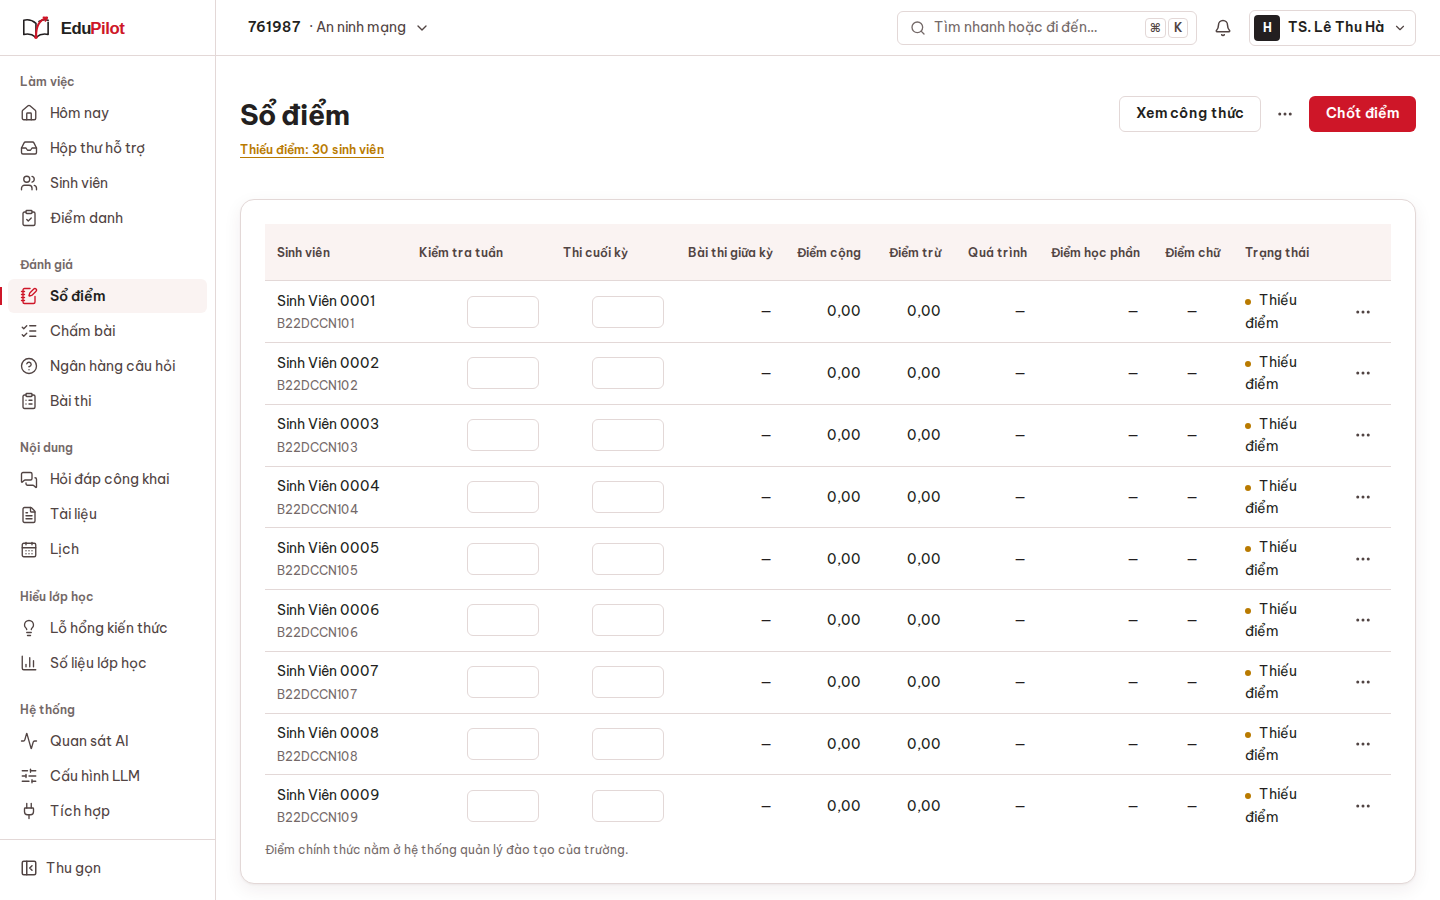 EduPilot
761987 · An ninh mạng
Tìm nhanh hoặc đi đến...
⌘ K
H
TS. Lê Thu Hà
Làm việc
Hôm nay
Hộp thư hỗ trợ
Sinh viên
Điểm danh
Đánh giá
Sổ điểm
Chấm bài
Ngân hàng câu hỏi
Bài thi
Nội dung
Hỏi đáp công khai
Tài liệu
Lịch
Hiểu lớp học
Lỗ hổng kiến thức
Số liệu lớp học
Hệ thống
Quan sát AI
Cấu hình LLM
Tích hợp
Thu gọn
Sổ điểm
Thiếu điểm: 30 sinh viên
Xem công thức
Chốt điểm
Sinh viên Kiểm tra tuần Thi cuối kỳ Bài thi giữa kỳ Điểm cộng Điểm trừ Quá trình Điểm học phần Điểm chữ Trạng thái
Sinh Viên 0001 – 0,00 0,00 – – – Thiếu
B22DCCN101 điểm
Sinh Viên 0002 – 0,00 0,00 – – – Thiếu
B22DCCN102 điểm
Sinh Viên 0003 – 0,00 0,00 – – – Thiếu
B22DCCN103 điểm
Sinh Viên 0004 – 0,00 0,00 – – – Thiếu
B22DCCN104 điểm
Sinh Viên 0005 – 0,00 0,00 – – – Thiếu
B22DCCN105 điểm
Sinh Viên 0006 – 0,00 0,00 – – – Thiếu
B22DCCN106 điểm
Sinh Viên 0007 – 0,00 0,00 – – – Thiếu
B22DCCN107 điểm
Sinh Viên 0008 – 0,00 0,00 – – – Thiếu
B22DCCN108 điểm
Sinh Viên 0009 – 0,00 0,00 – – – Thiếu
B22DCCN109 điểm
Điểm chính thức nằm ở hệ thống quản lý đào tạo của trường.